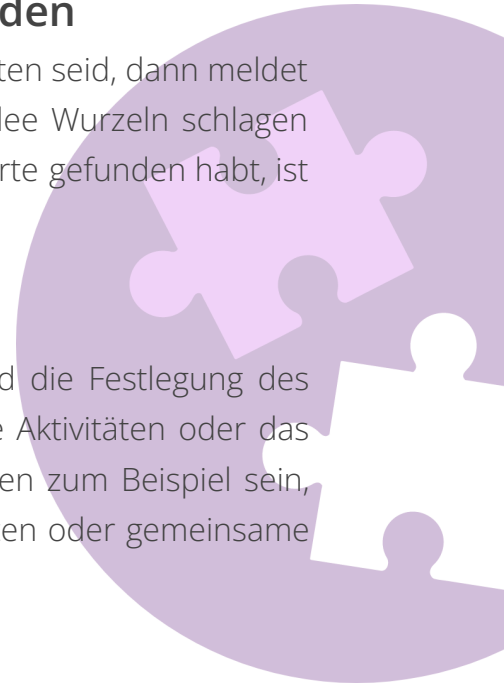 den
ten seid, dann meldet
lee Wurzeln schlagen
rte gefunden habt, ist
d die Festlegung des
e Aktivitäten oder das
en zum Beispiel sein,
en oder gemeinsame